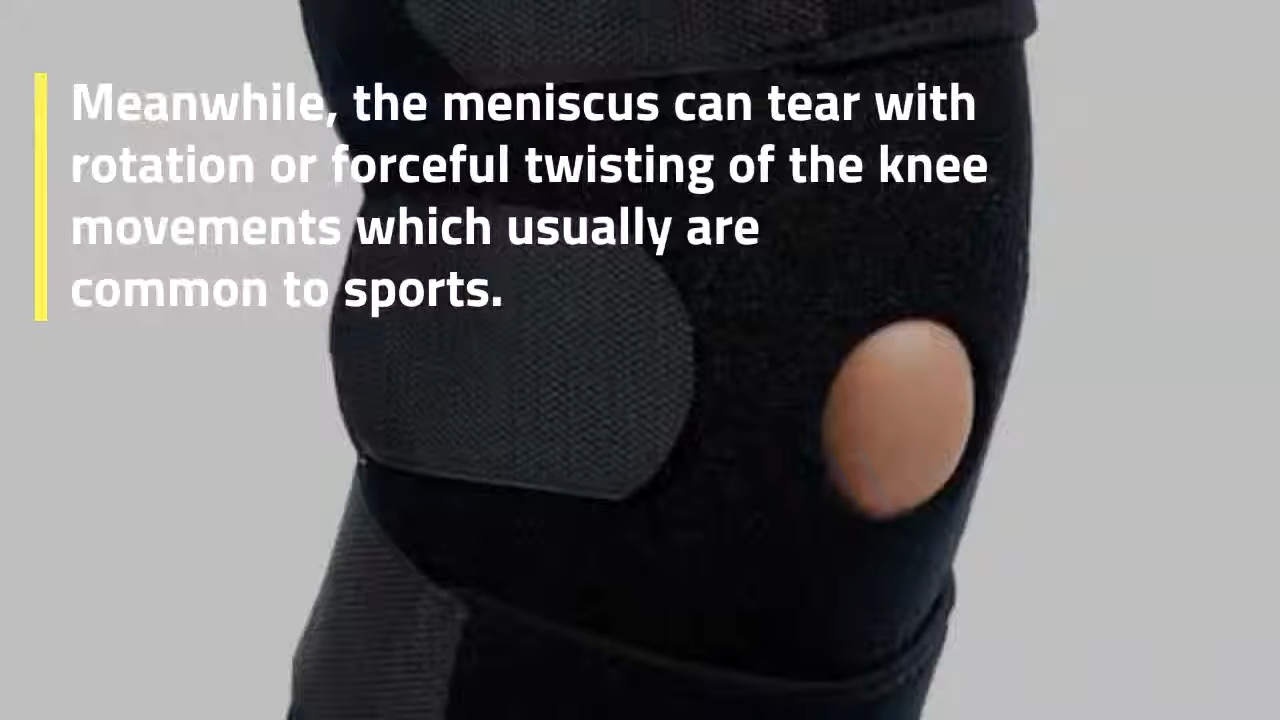 Meanwhile, the meniscus can tear with
rotation or forceful twisting of the knee
movements which usually are
common to sports.